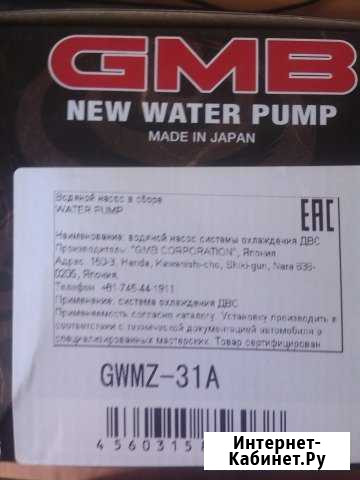 GMB
NEW WATER PUMP
MADE IN JAPAN
Водяной насос в сборе
WATER PUMP
EAC
Наименование: водяной насос системы охлаждения ДВС
Производитель: "GMB CORPORATION", Япония
Адрес: 150-3, Handa, Kawanishi-cho, Shiki-gun, Nara 636-
0205, Япония.
Телефон: +81-745-44-1911
Применение: система охлаждения ДВС
Применяемость согласно каталогу. Установку производить в
соответствии с технической документацией автомобиля в
специализированных мастерских. Товар сертифицирован
GWMZ-31A
4560315
Интернет-
Кабинет.Ру